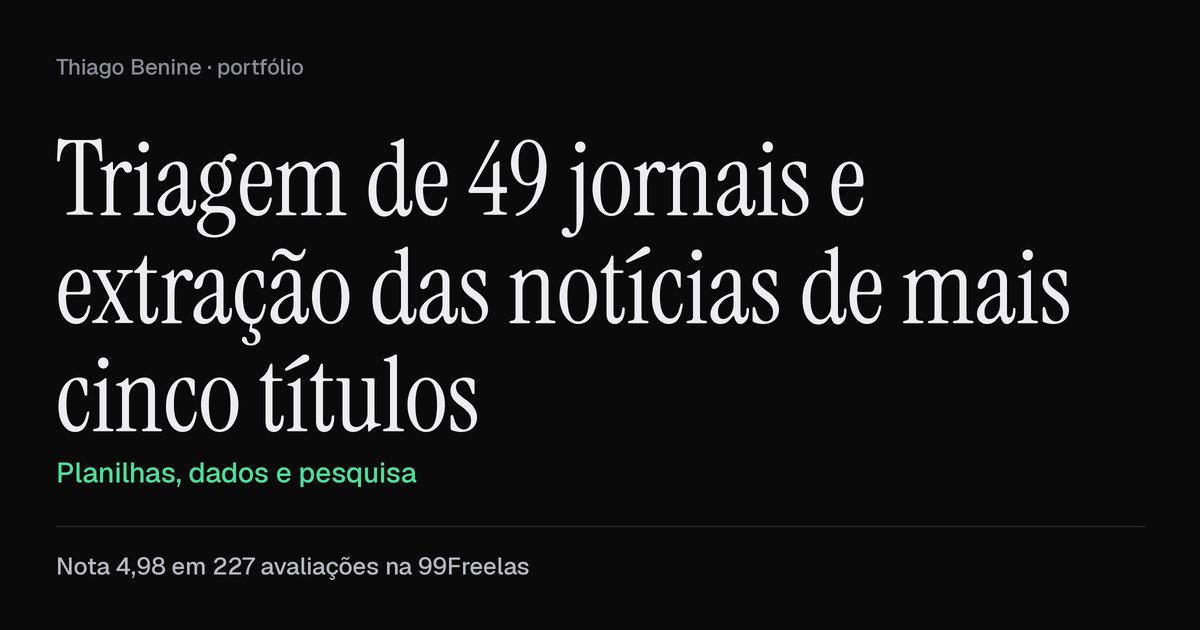 Thiago Benine · portfólio
Triagem de 49 jornais e
extração das notícias de mais
cinco títulos
Planilhas, dados e pesquisa
Nota 4,98 em 227 avaliações na 99Freelas